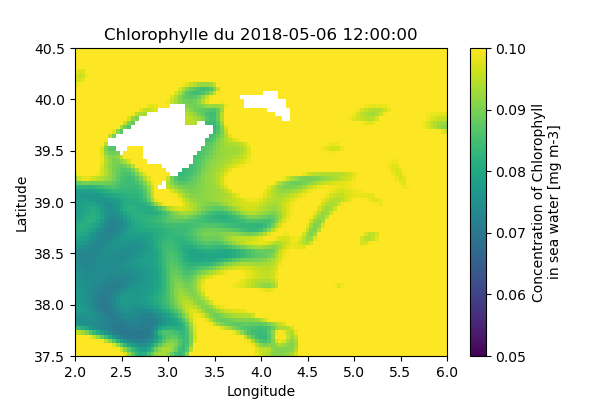 Chlorophylle du 2018-05-06 12:00:00
40.5
40.0
39.5
39.0
38.5
38.0
37.5
Latitude
2.0 2.5 3.0 3.5 4.0 4.5 5.0 5.5 6.0
Longitude
0.10
0.09
0.08
0.07
0.06
0.05
Concentration of Chlorophyll
in sea water [mg m-3]